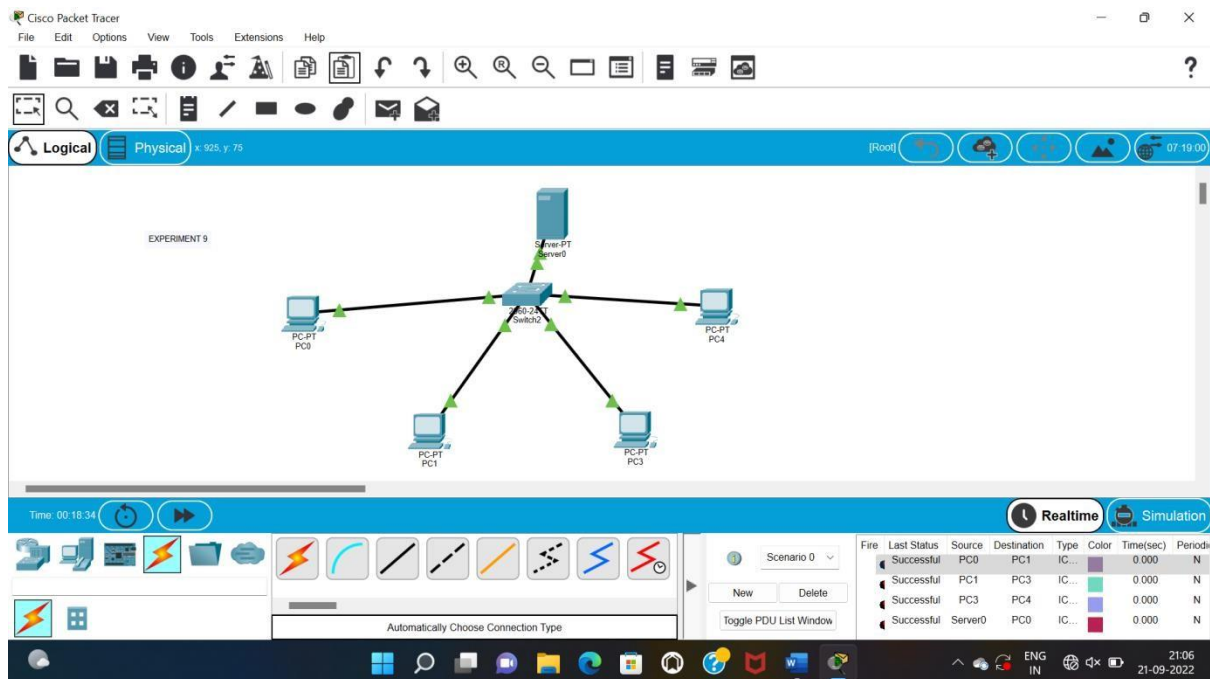 Cisco Packet Tracer
File Edit Options View Tools Extensions Help
?
Logical Physical x: 925, y: 75 [Root] 07:19:00
EXPERIMENT 9
Server-PT
Server0
2960-24TT
Switch2
PC-PT
PC0
PC-PT
PC4
PC-PT
PC1
PC-PT
PC3
Time: 00:18:34 Realtime Simulation
Scenario 0
New Delete
Toggle PDU List Window
Automatically Choose Connection Type
Fire Last Status Source Destination Type Color Time(sec) Periodi
Successful PC0 PC1 IC... 0.000 N
Successful PC1 PC3 IC... 0.000 N
Successful PC3 PC4 IC... 0.000 N
Successful Server0 PC0 IC... 0.000 N
ENG
IN
21:06
21-09-2022